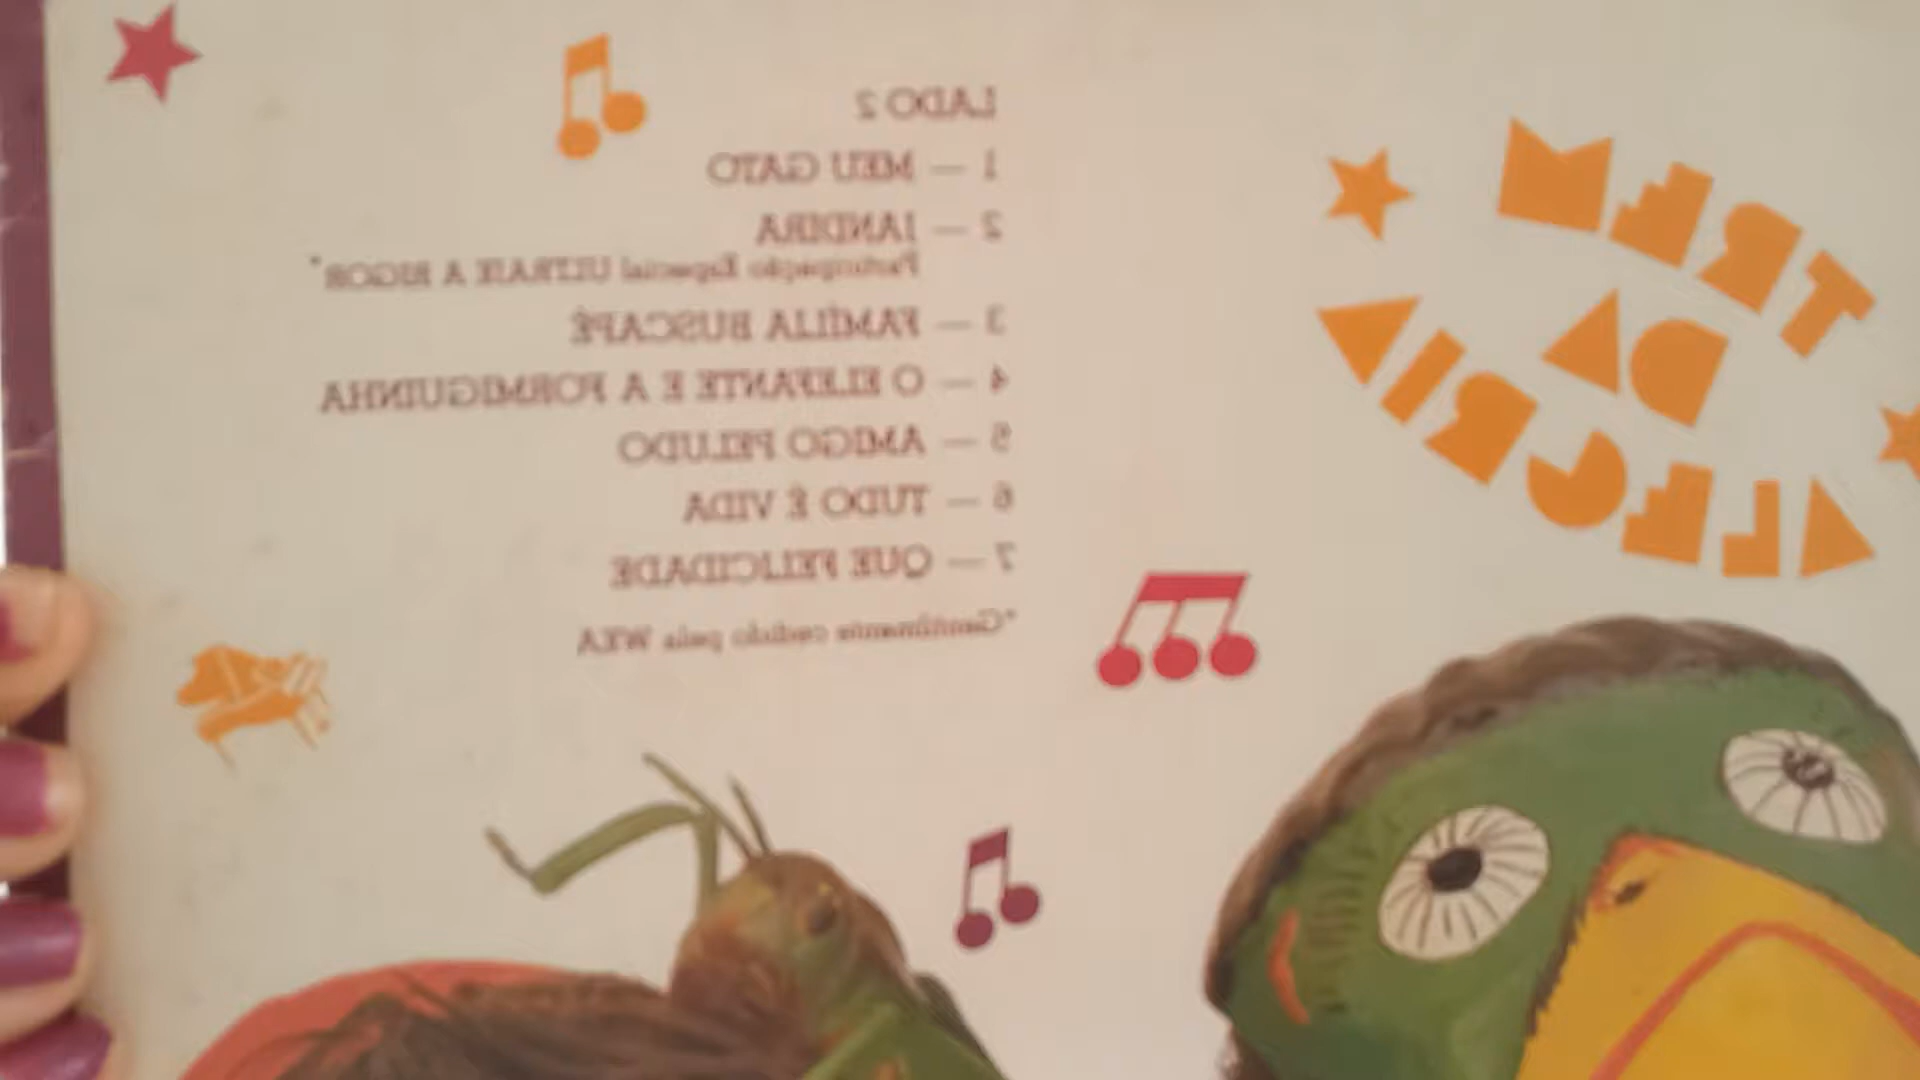 LADO 2
1 — MEU GATO
2 — JANDIRA
Participação Especial ULTRAJE A RIGOR*
3 — FAMÍLIA BUSCAPÉ
4 — O ELEFANTE E A FORMIGUINHA
5 — AMIGO PELUDO
6 — TUDO É VIDA
7 — QUE FELICIDADE
*Gentilmente cedido pela WEA
TREM
DA
ALEGRIA